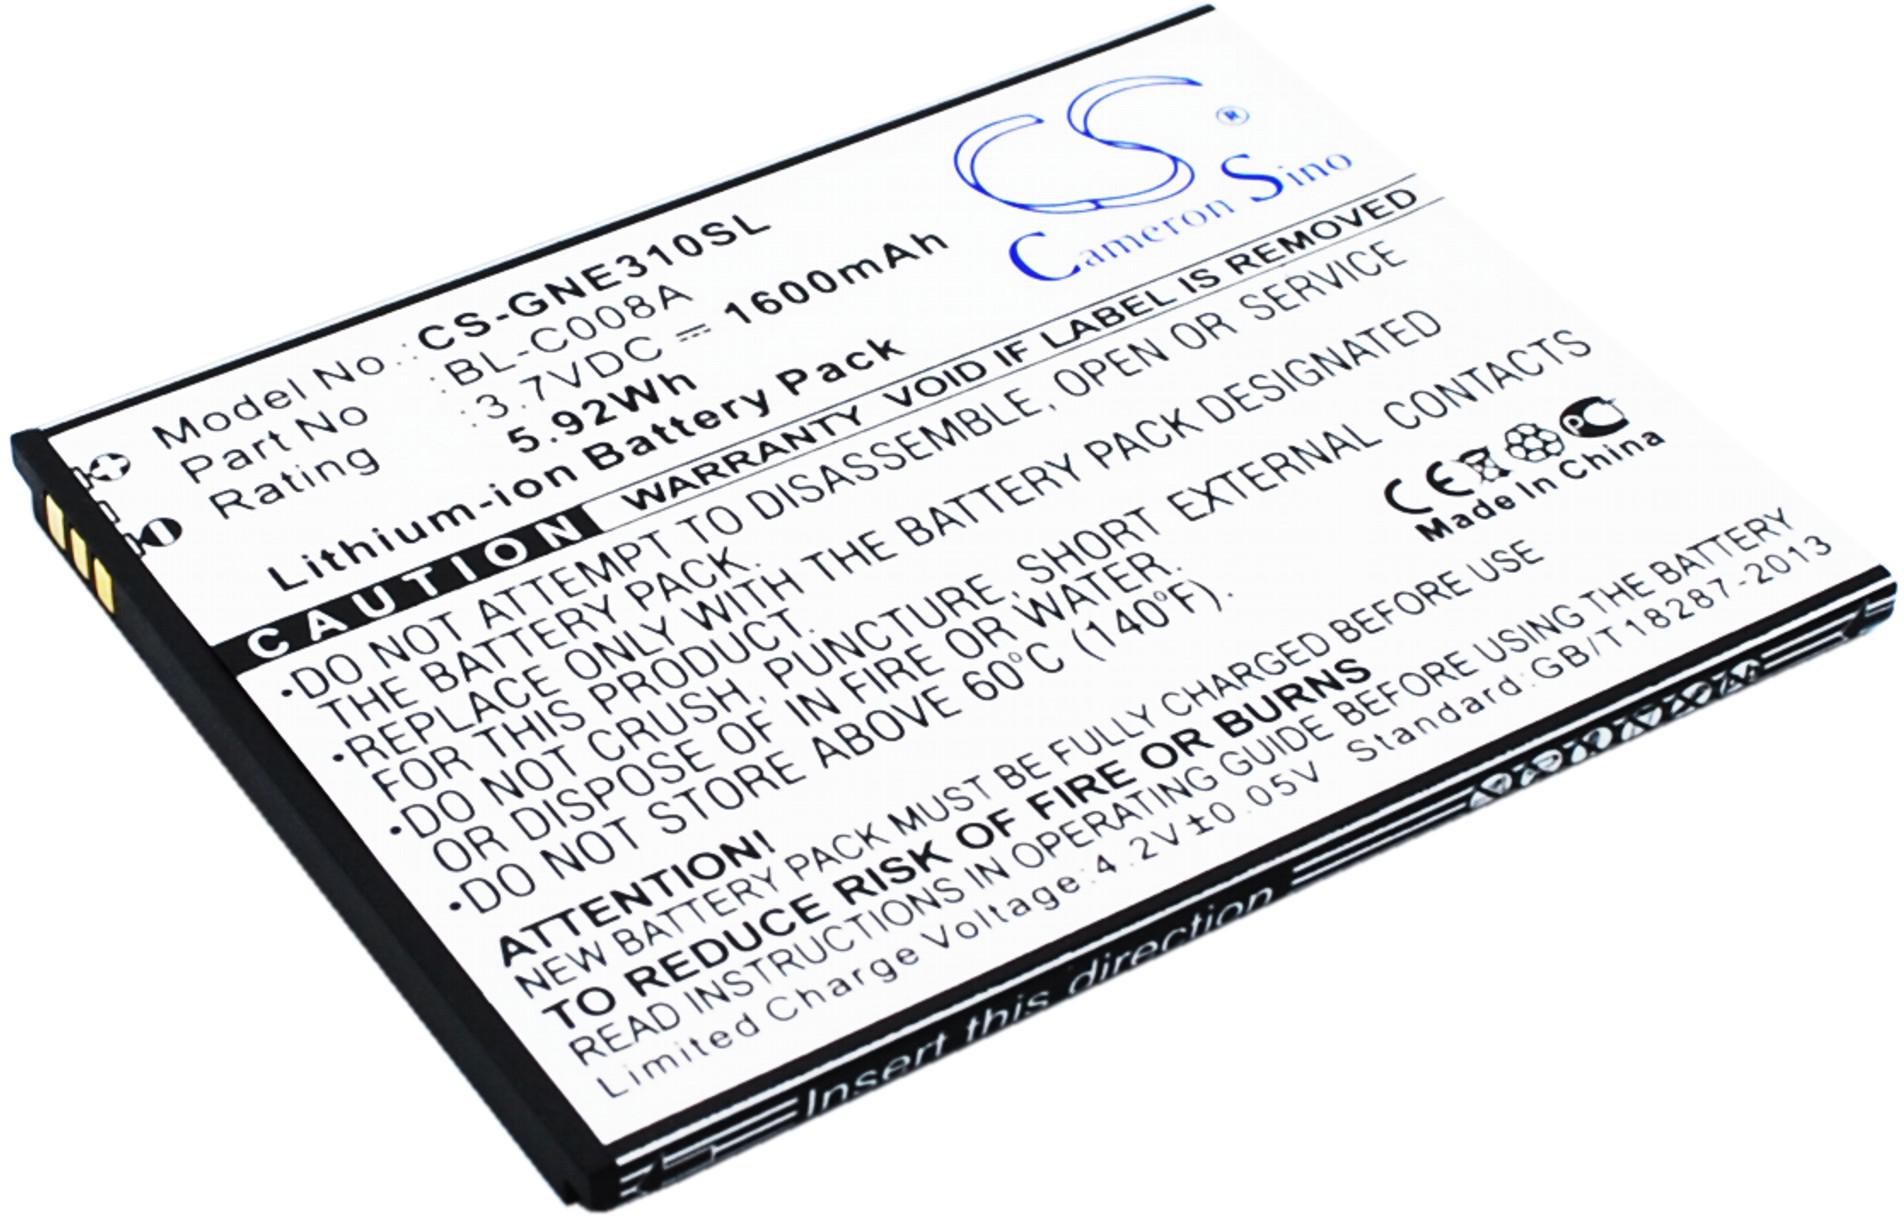 CS®
Cameron Sino
Model No.: CS-GNE310SL
Part No : BL-C008A
Rating : 3.7VDC ⎓ 1600mAh
5.92Wh
Lithium-ion Battery Pack
CAUTION WARRANTY VOID IF LABEL IS REMOVED
•DO NOT ATTEMPT TO DISASSEMBLE, OPEN OR SERVICE
THE BATTERY PACK.
•REPLACE ONLY WITH THE BATTERY PACK DESIGNATED
FOR THIS PRODUCT.
•DO NOT CRUSH, PUNCTURE, SHORT EXTERNAL CONTACTS
OR DISPOSE OF IN FIRE OR WATER.
•DO NOT STORE ABOVE 60°C (140°F).
CE
Made In China
ATTENTION!
NEW BATTERY PACK MUST BE FULLY CHARGED BEFORE USE
TO REDUCE RISK OF FIRE OR BURNS
READ INSTRUCTIONS IN OPERATING GUIDE BEFORE USING THE BATTERY
Limited Charge Voltage:4.2V±0.05V Standard:GB/T18287-2013
Insert this direction